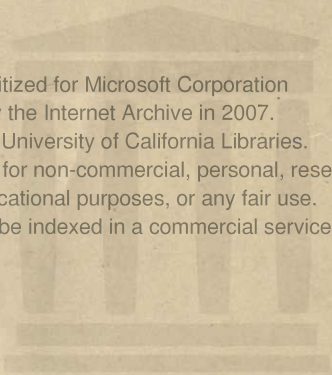 itized for Microsoft Corporation
the Internet Archive in 2007.
University of California Libraries.
for non-commercial, personal, rese
cational purposes, or any fair use.
be indexed in a commercial service